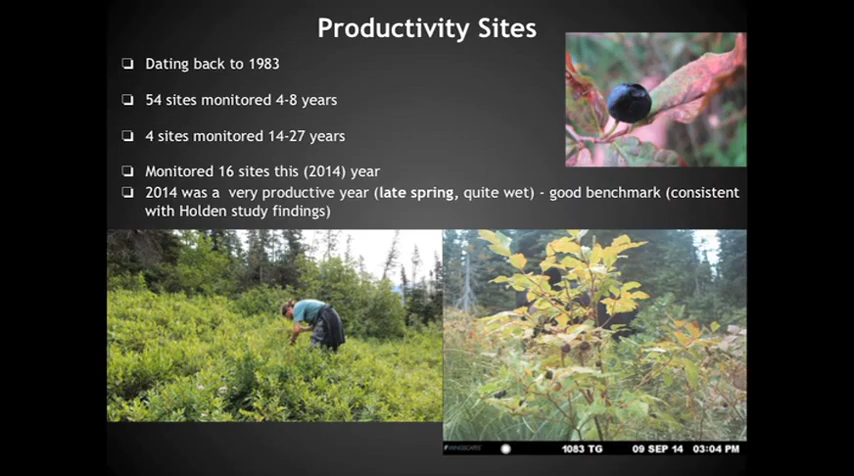 Productivity Sites
❑ Dating back to 1983
❑ 54 sites monitored 4-8 years
❑ 4 sites monitored 14-27 years
❑ Monitored 16 sites this (2014) year
❑ 2014 was a very productive year (late spring, quite wet) - good benchmark (consistent
with Holden study findings)
WINGSCAPES 1083 TG 09 SEP 14 03:04 PM